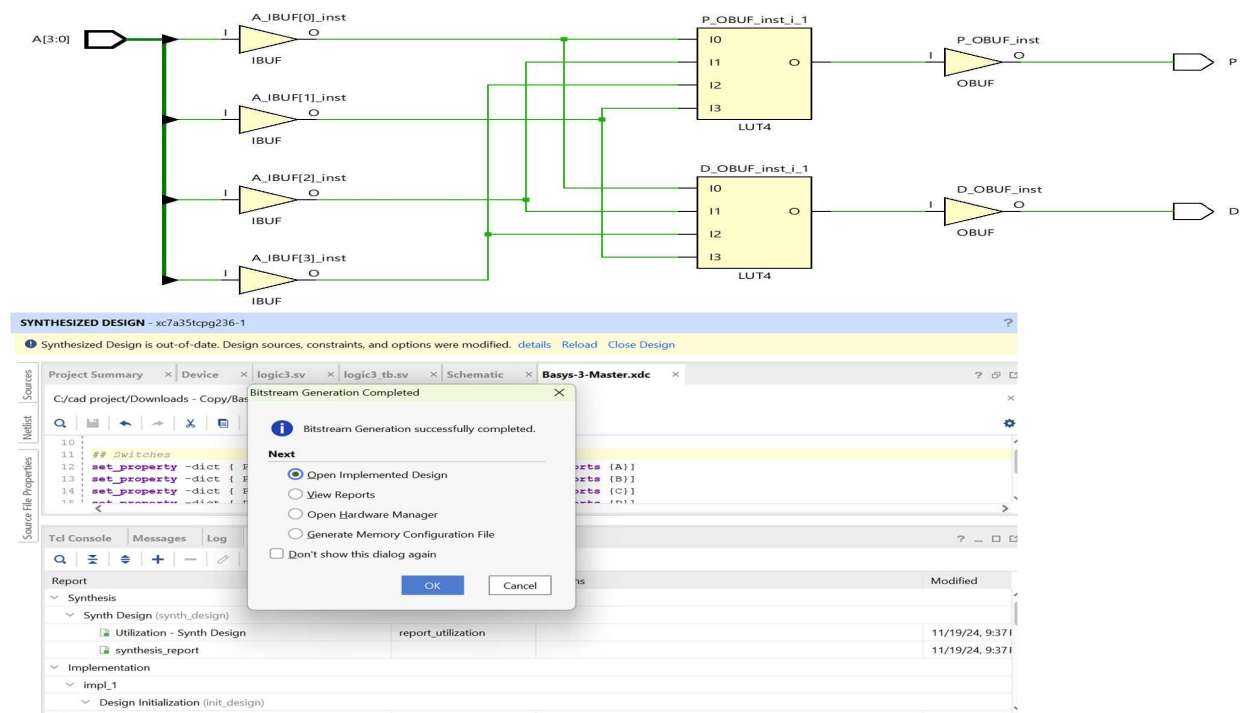 A_IBUF[0]_inst
P_OBUF_inst_i_1
A[3:0]
I
O
IBUF
I0
I1
I2
I3
O
LUT4
P_OBUF_inst
I
O
OBUF
P
A_IBUF[1]_inst
I
O
IBUF
A_IBUF[2]_inst
I
O
IBUF
D_OBUF_inst_i_1
I0
I1
I2
I3
O
LUT4
D_OBUF_inst
I
O
OBUF
D
A_IBUF[3]_inst
I
O
IBUF
SYNTHESIZED DESIGN - xc7a35tcpg236-1 ?
Synthesized Design is out-of-date. Design sources, constraints, and options were modified. details Reload Close Design
Sources
Netlist
Source File Properties
Project Summary × Device × logic3.sv × logic3_tb.sv × Schematic × Basys-3-Master.xdc × ?
C:/cad project/Downloads - Copy/Bas
10
11 ## Switches
12 set_property -dict { P
orts {A}]
13 set_property -dict { P
orts {B}]
14 set_property -dict { P
orts {C}]
Bitstream Generation Completed
Bitstream Generation successfully completed.
Next
Open Implemented Design
View Reports
Open Hardware Manager
Generate Memory Configuration File
Don't show this dialog again
OK Cancel
Tcl Console Messages Log ?
Report
ns
Modified
Synthesis
Synth Design (synth_design)
Utilization - Synth Design report_utilization 11/19/24, 9:37
synthesis_report 11/19/24, 9:37
Implementation
impl_1
Design Initialization (init_design)